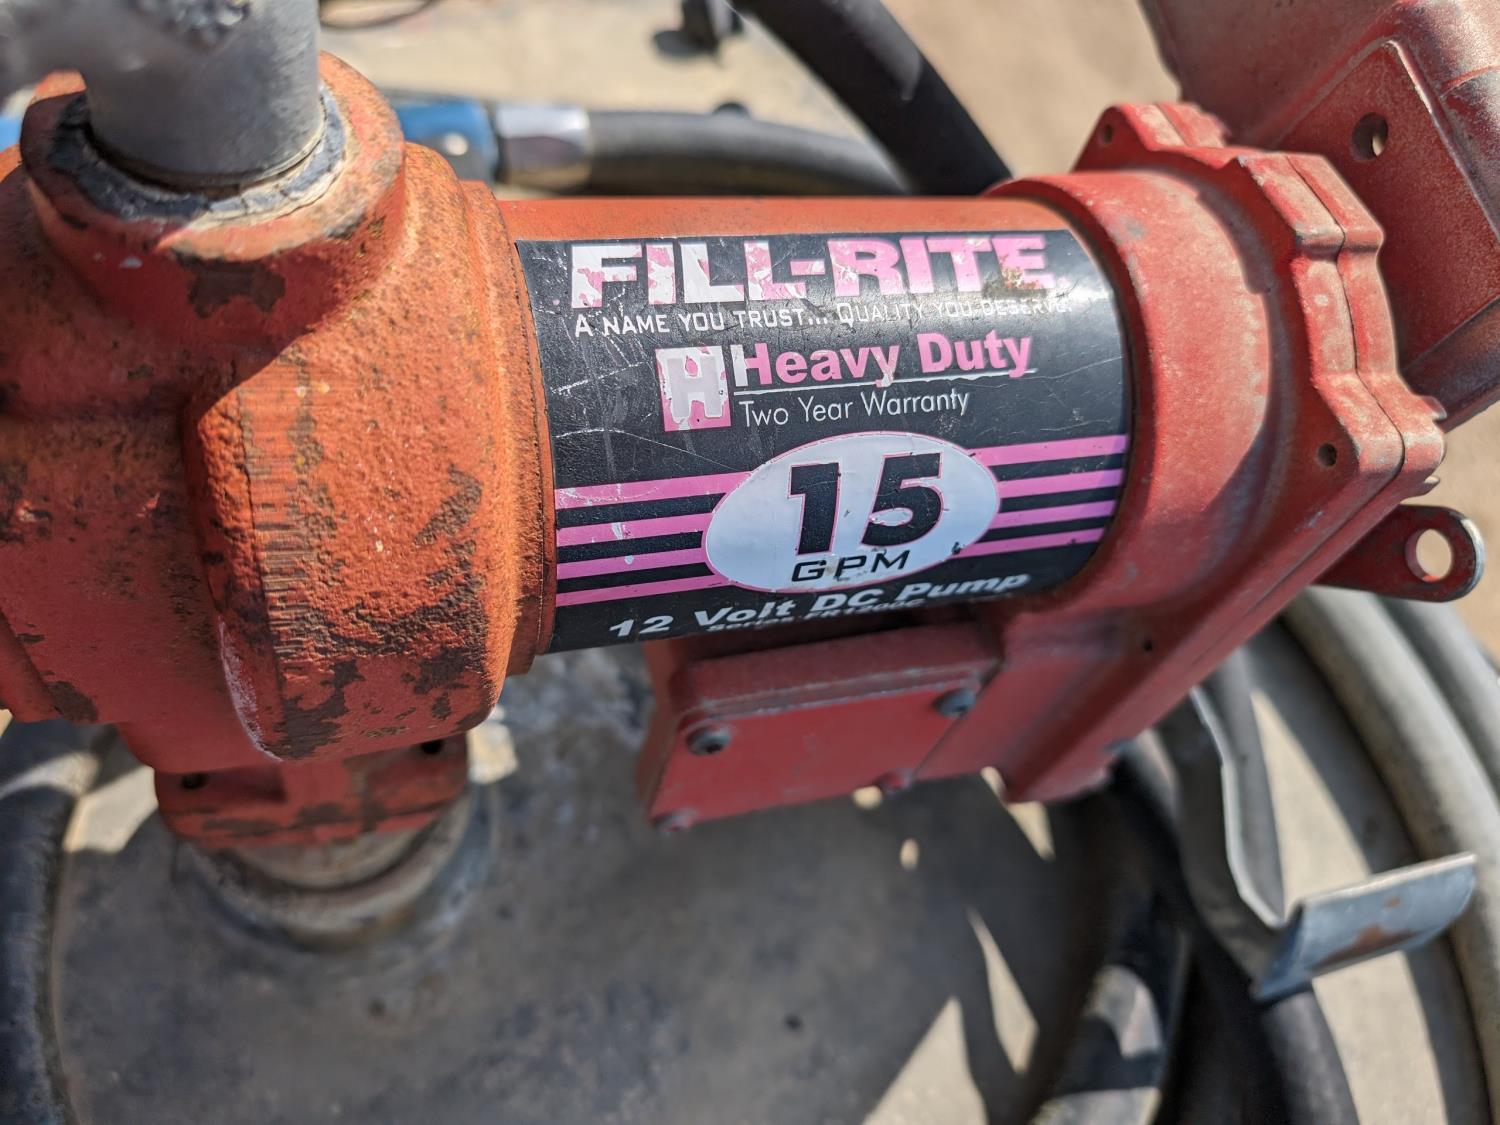 FILL-RITE
A NAME YOU TRUST... QUALITY YOU DESERVE.
H Heavy Duty
Two Year Warranty
15
GPM
12 Volt DC Pump
Series